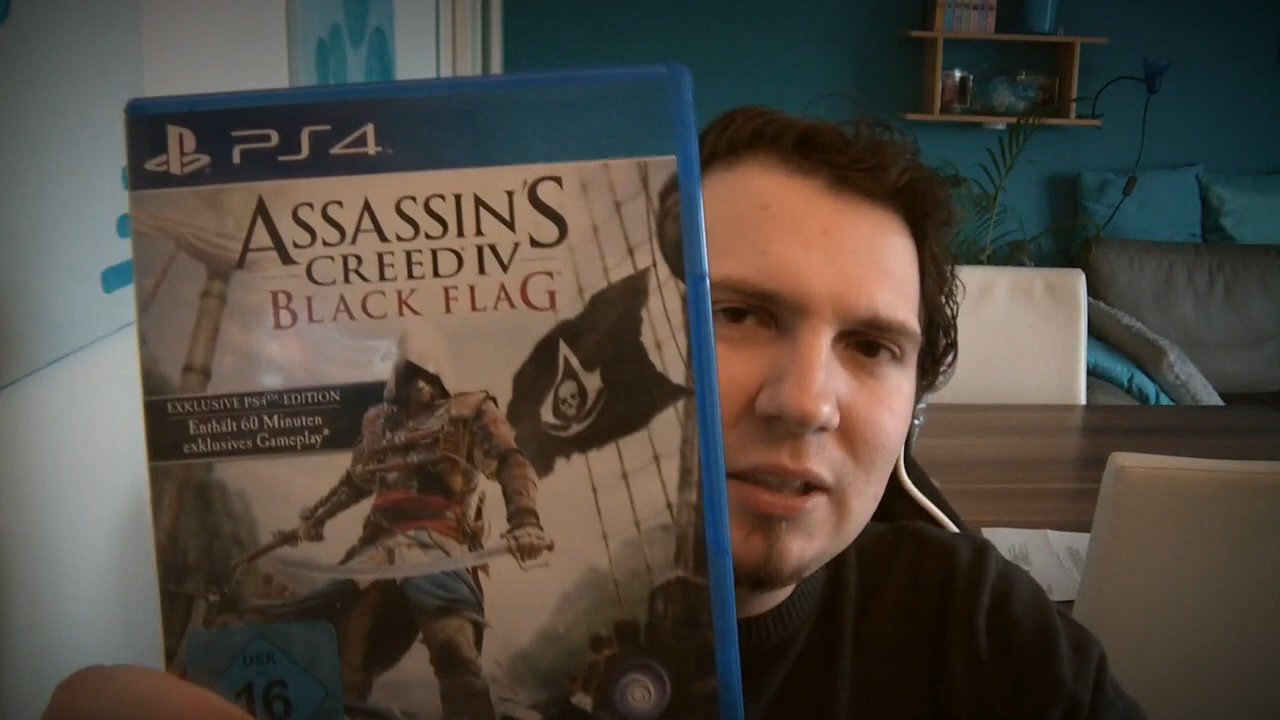 PS4
ASSASSIN'S
CREED IV
BLACK FLAG
EXKLUSIVE PS4™-EDITION
Enthält 60 Minuten
exklusives Gameplay*
USK
16